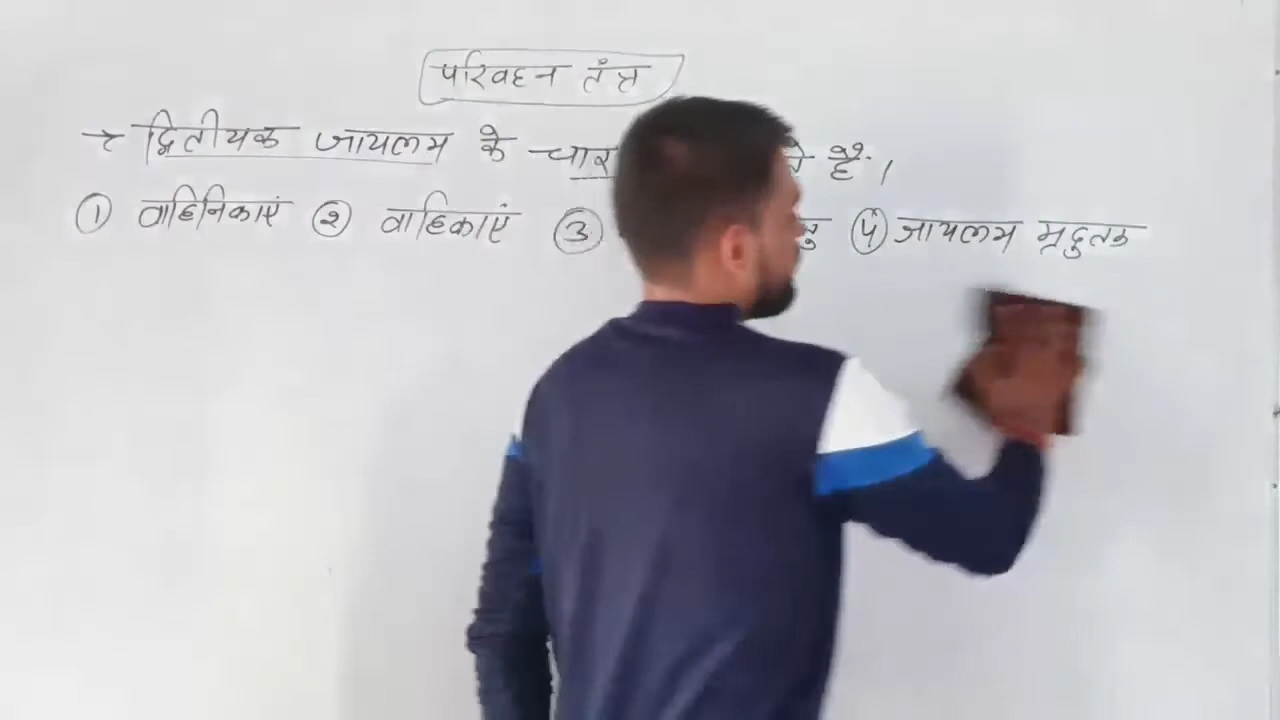 परिवहन तंत्र
→ द्वितीयक जायलम के चार हैं।
① वाहिनिकाएं ② वाहिकाएं ③ ④ जायलम मृदुतक